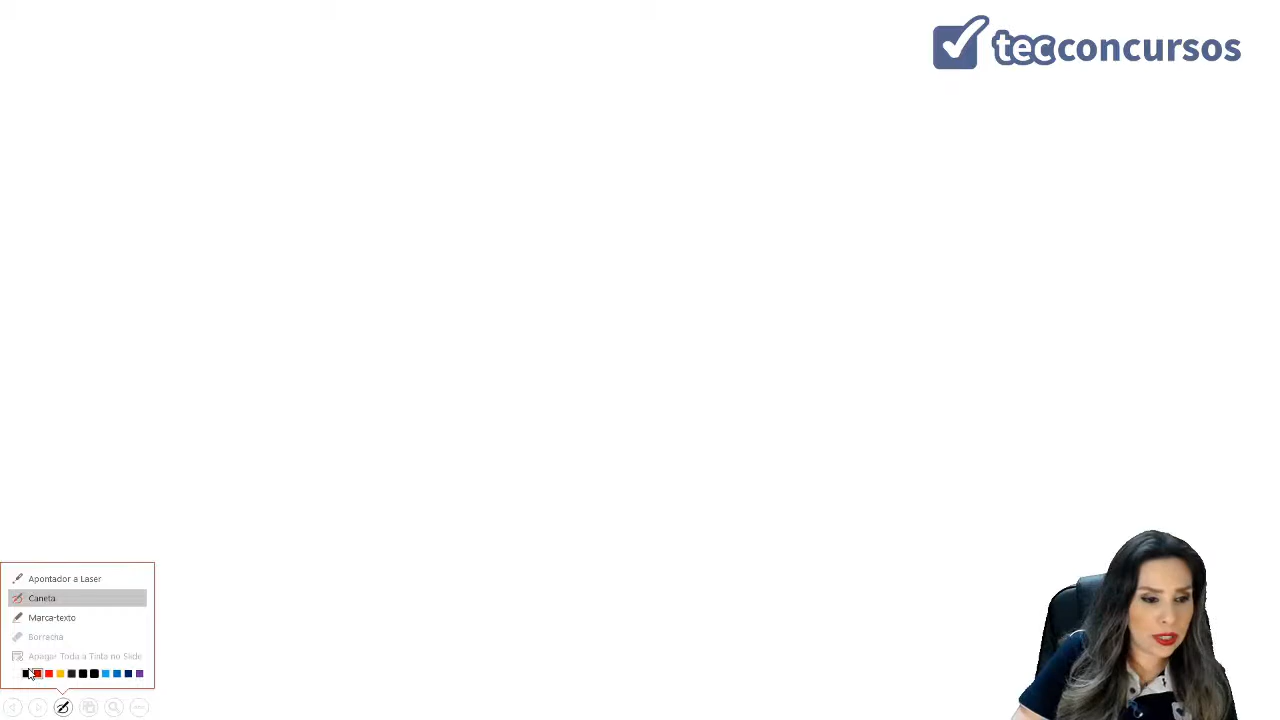 tecconcursos
Apontador a Laser
Caneta
Marca-texto
Borracha
Apagar Toda a Tinta no Slide